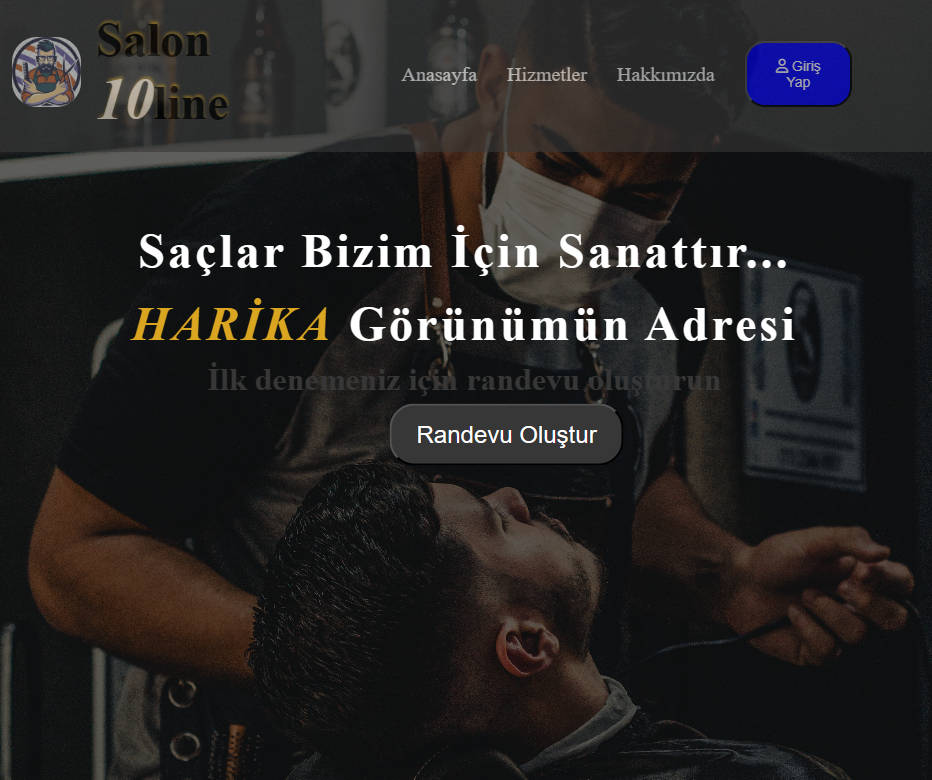 Salon
10line
Anasayfa Hizmetler Hakkımızda
Giriş
Yap
Saçlar Bizim İçin Sanattır...
HARİKA Görünümün Adresi
İlk denemeniz için randevu oluşturun
Randevu Oluştur